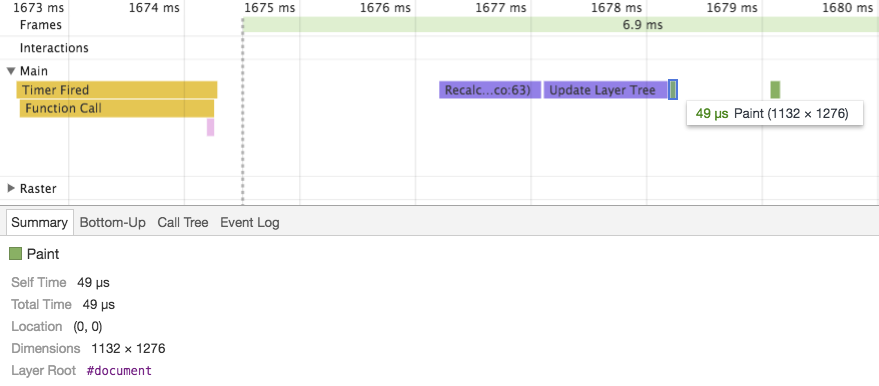 1673 ms 1674 ms 1675 ms 1676 ms 1677 ms 1678 ms 1679 ms 1680 ms
Frames 6.9 ms
Interactions
Main
Timer Fired Recalc...co:63) Update Layer Tree
Function Call
49 µs Paint (1132 × 1276)
Raster
Summary Bottom-Up Call Tree Event Log
Paint
Self Time 49 µs
Total Time 49 µs
Location (0, 0)
Dimensions 1132 × 1276
Layer Root #document